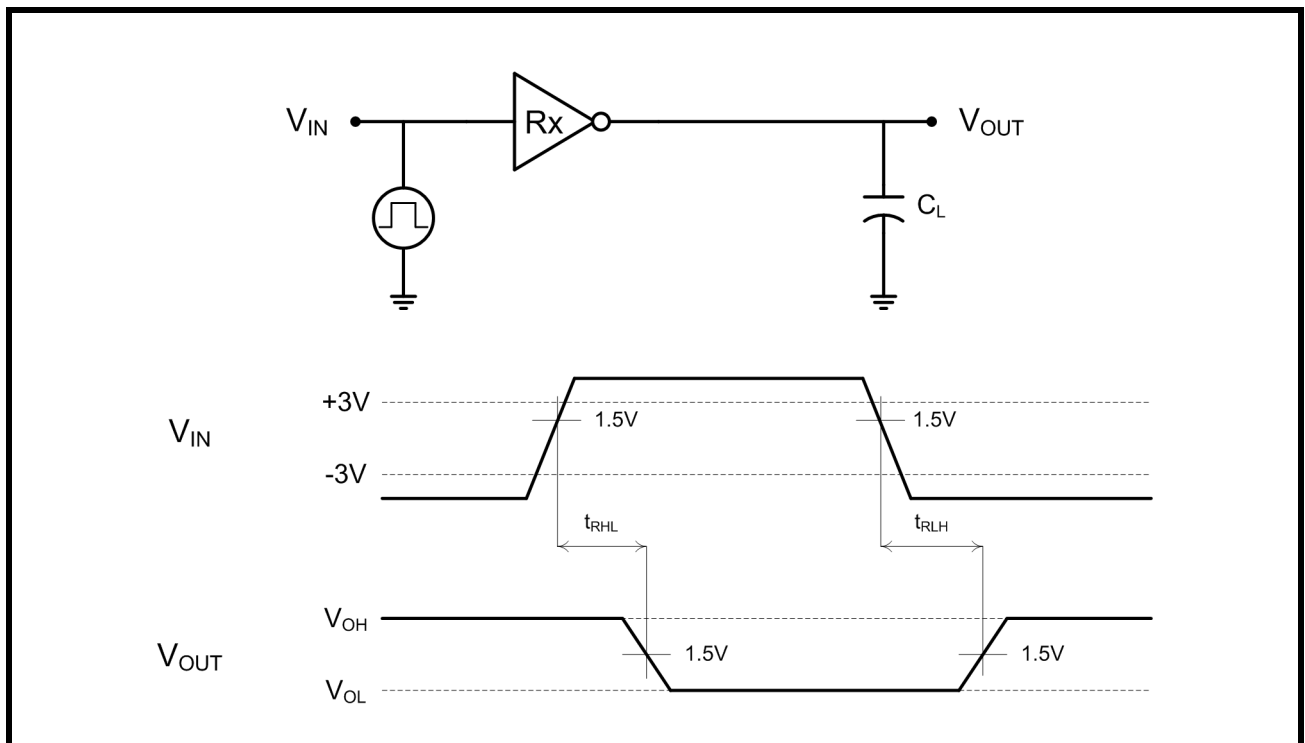 V_IN Rx V_OUT
C_L
+3V
1.5V 1.5V
V_IN
-3V
t_RHL t_RLH
V_OH
1.5V 1.5V
V_OUT
V_OL